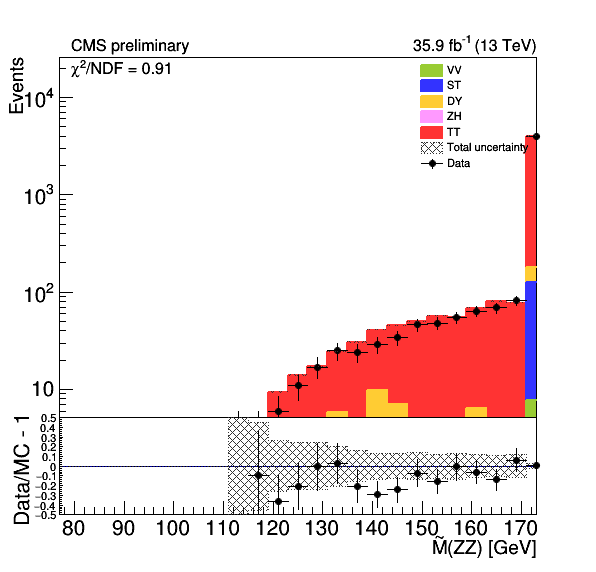 CMS preliminary 35.9 fb⁻¹ (13 TeV)
χ²/NDF = 0.91
Events
10⁴
10³
10²
10
VV
ST
DY
ZH
TT
Total uncertainty
Data
Data/MC - 1
0.5
0.4
0.3
0.2
0.1
0
−0.1
−0.2
−0.3
−0.4
−0.5
80 90 100 110 120 130 140 150 160 170
M̃(ZZ) [GeV]